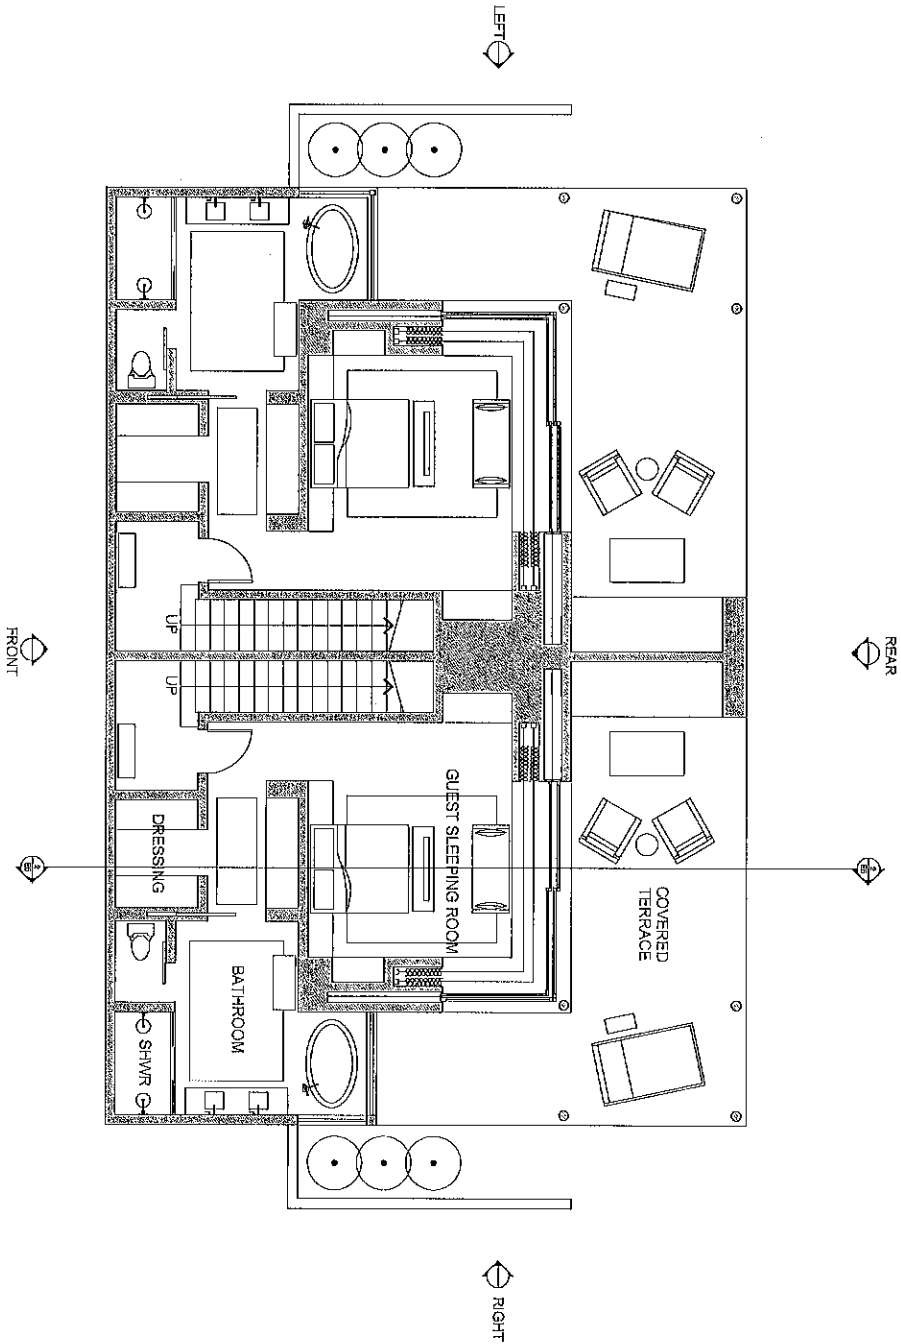 LEFT
REAR
COVERED
TERRACE
GUEST SLEEPING ROOM
UP
UP
DRESSING
BATHROOM
SHWR
FRONT
RIGHT